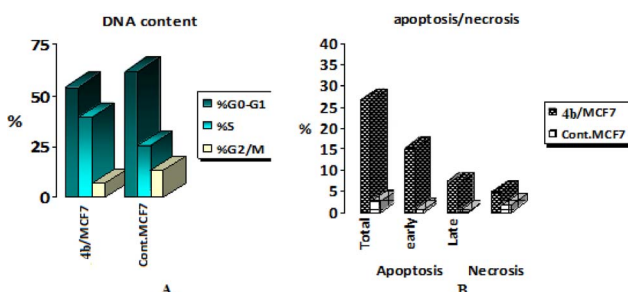 DNA content
75
50
25
0
%
4b/MCF7
Cont.MCF7
%G0-G1
%S
%G2/M
A
apoptosis/necrosis
40
35
30
25
20
15
10
5
0
%
Total
early
Late
Apoptosis Necrosis
4b/MCF7
Cont.MCF7
B